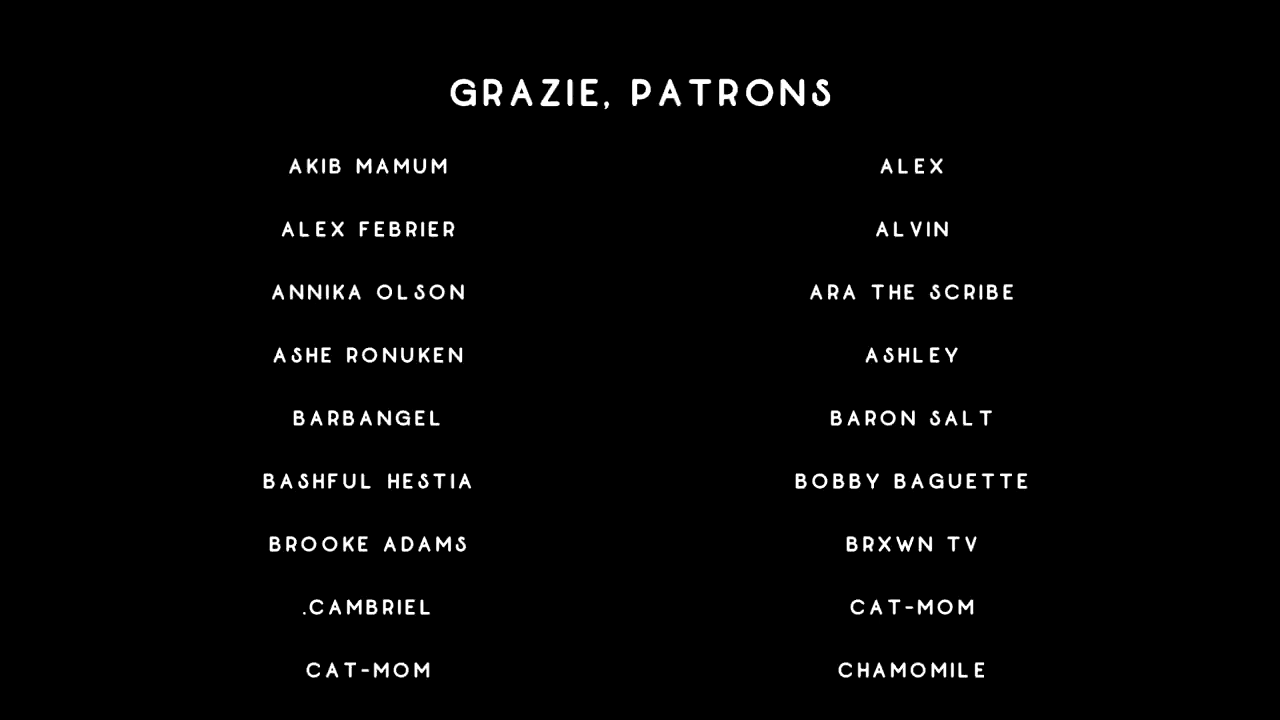 GRAZIE, PATRONS
AKIB MAMUM
ALEX
ALEX FEBRIER
ALVIN
ANNIKA OLSON
ARA THE SCRIBE
ASHE RONUKEN
ASHLEY
BARBANGEL
BARON SALT
BASHFUL HESTIA
BOBBY BAGUETTE
BROOKE ADAMS
BRXWN TV
.CAMBRIEL
CAT-MOM
CAT-MOM
CHAMOMILE